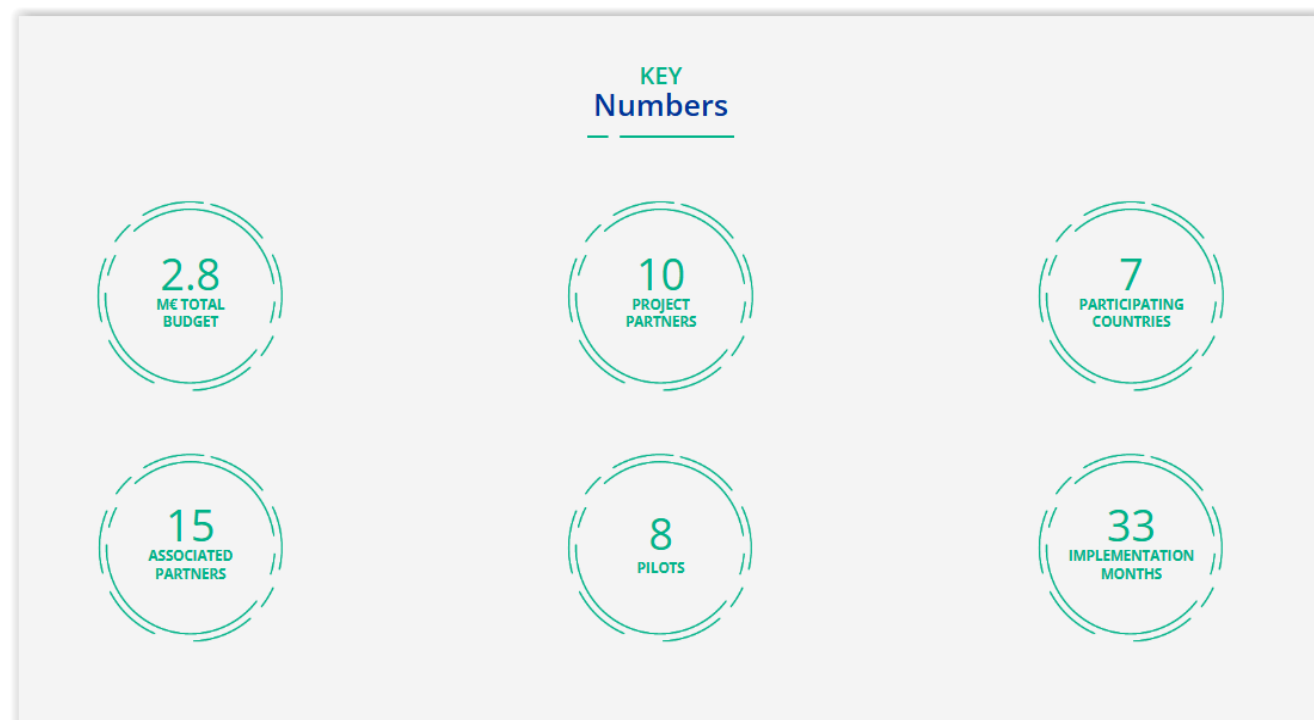 KEY
Numbers
2.8
M€ TOTAL
BUDGET
10
PROJECT
PARTNERS
7
PARTICIPATING
COUNTRIES
15
ASSOCIATED
PARTNERS
8
PILOTS
33
IMPLEMENTATION
MONTHS